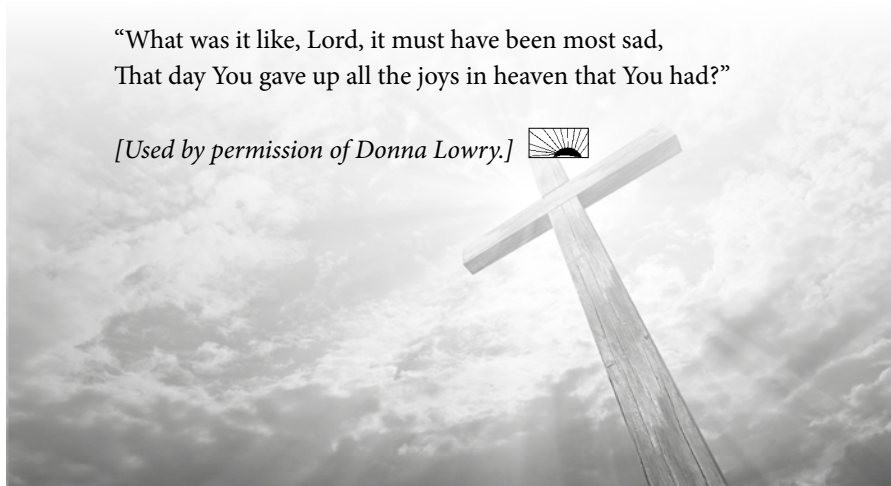 “What was it like, Lord, it must have been most sad,
That day You gave up all the joys in heaven that You had?”
[Used by permission of Donna Lowry.]